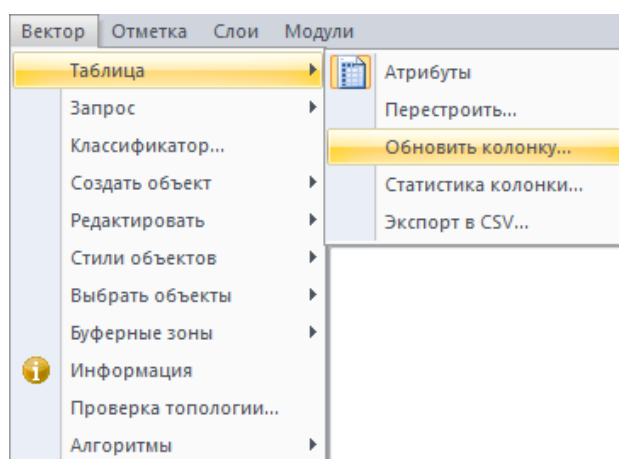 Вектор Отметка Слои Модули
Таблица
Запрос
Классификатор...
Создать объект
Редактировать
Стили объектов
Выбрать объекты
Буферные зоны
Информация
Проверка топологии...
Алгоритмы
Атрибуты
Перестроить...
Обновить колонку...
Статистика колонки...
Экспорт в CSV...